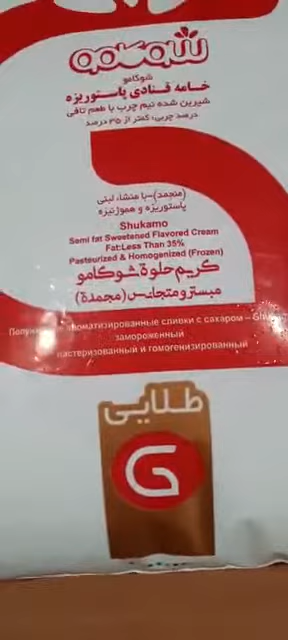 شوکامو
شوکامو
خامه قنادی پاستوریزه
شیرین شده نیم چرب با طعم تافی
درصد چربی: کمتر از ۳۵ درصد
(منجمد)-با منشاء لبنی
پاستوریزه و هموژنیزه
Shukamo
Semi fat Sweetened Flavored Cream
Fat:Less Than 35%
Pasteurized & Homogenized (Frozen)
كريم حلوة شوكامو
مبستر و متجانس (مجمدة)
ароматизированные сливки с сахаром –
замороженный
пастеризованный и гомогенизированный
طلایی
G